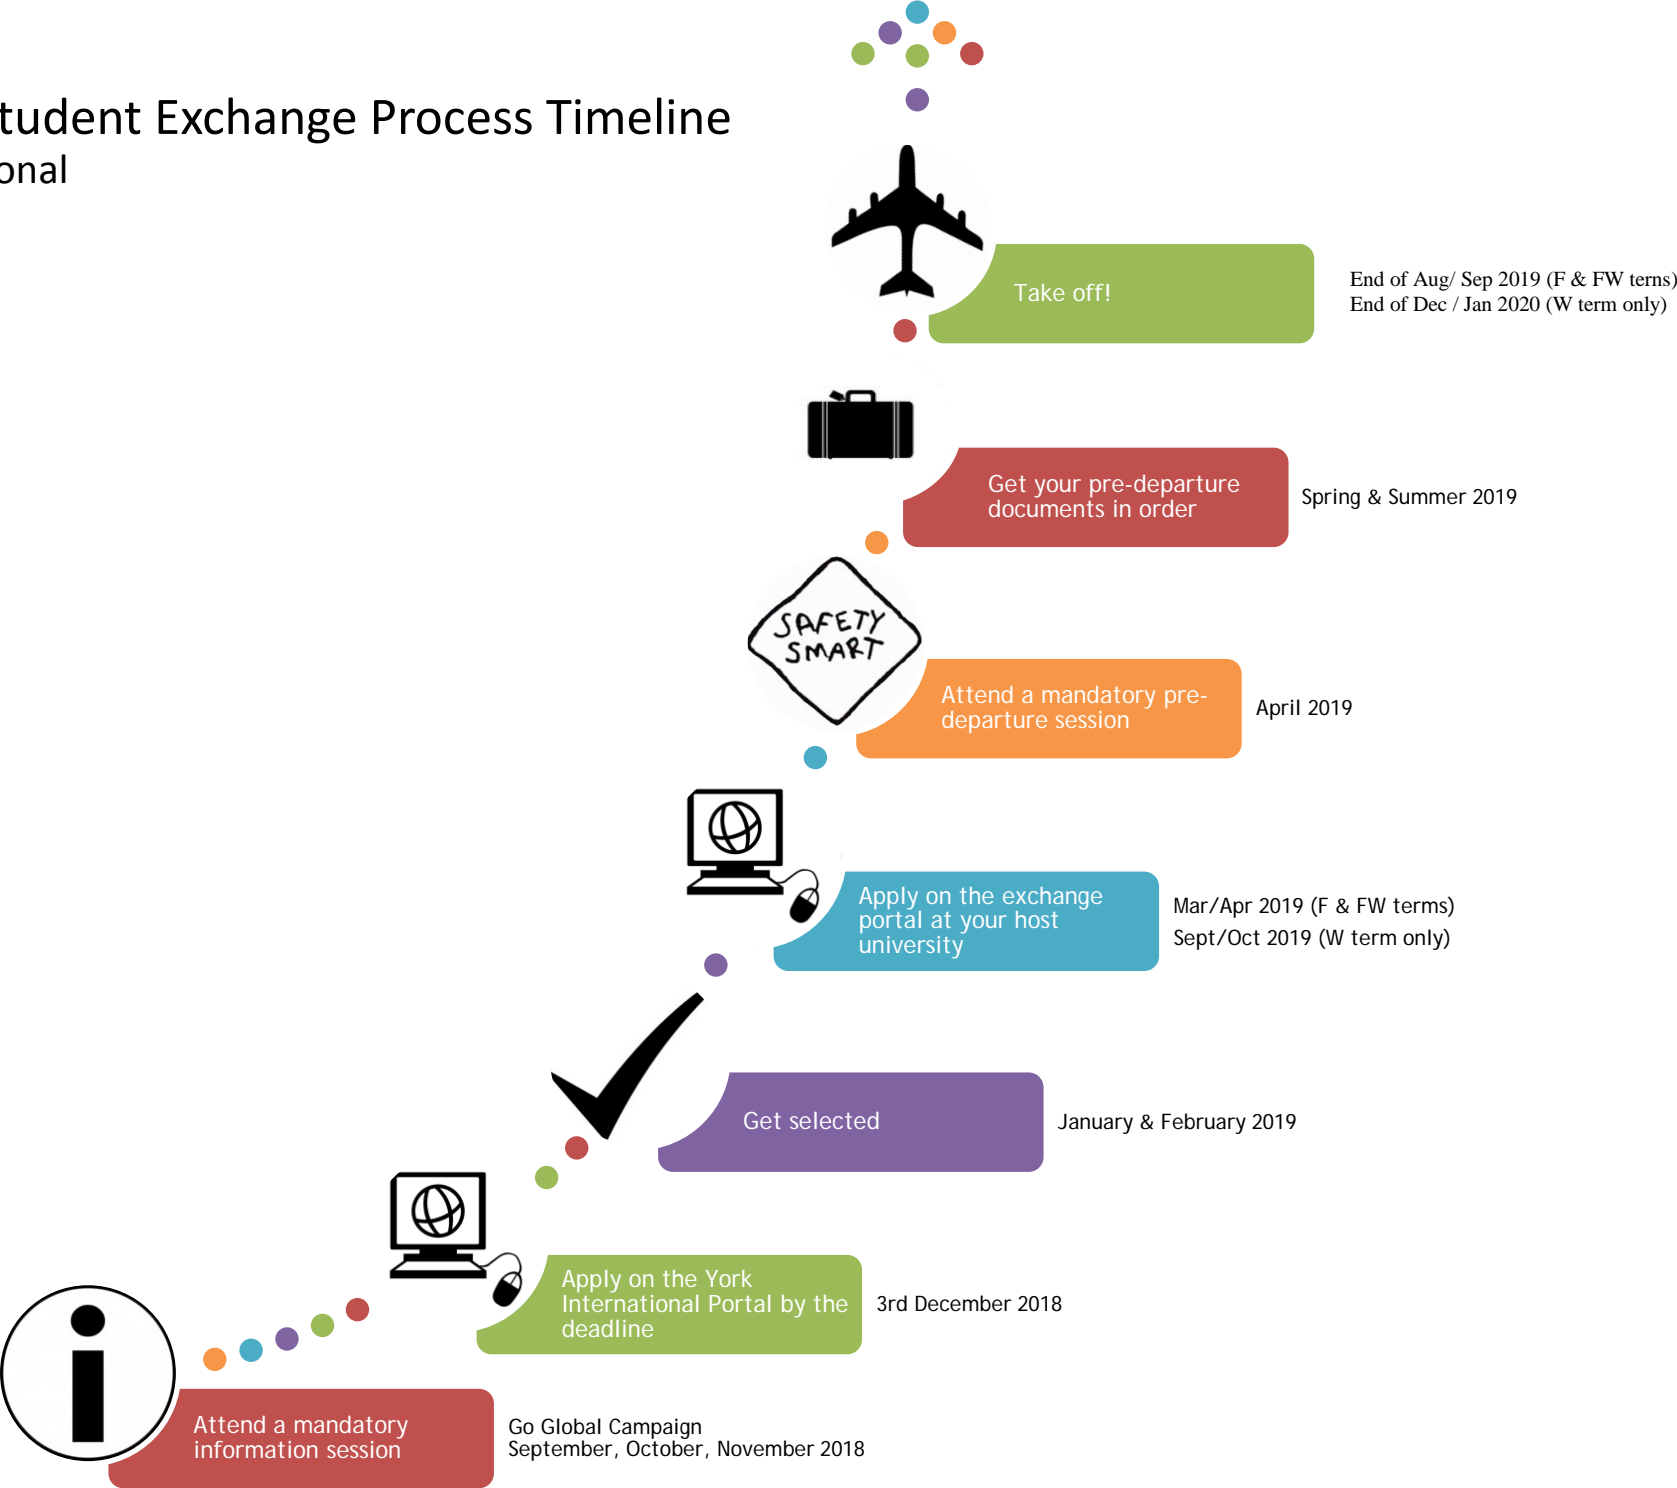 tudent Exchange Process Timeline
onal
Take off!
End of Aug/ Sep 2019 (F & FW terns)
End of Dec / Jan 2020 (W term only)
Get your pre-departure
documents in order
Spring & Summer 2019
SAFETY
SMART
Attend a mandatory pre-
departure session
April 2019
Apply on the exchange
portal at your host
university
Mar/Apr 2019 (F & FW terms)
Sept/Oct 2019 (W term only)
Get selected
January & February 2019
Apply on the York
International Portal by the
deadline
3rd December 2018
Attend a mandatory
information session
Go Global Campaign
September, October, November 2018